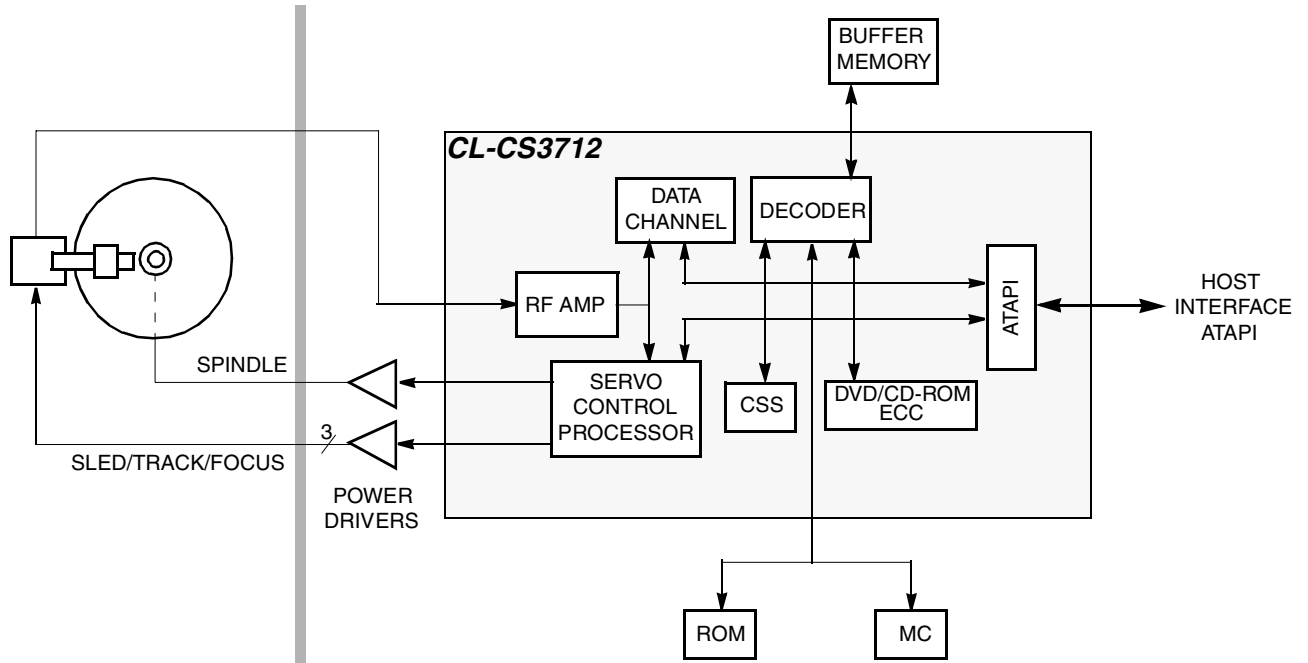 BUFFER
MEMORY
CL-CS3712
DATA
CHANNEL
DECODER
RF AMP
ATAPI
HOST
INTERFACE
ATAPI
SPINDLE
SERVO
CONTROL
PROCESSOR
CSS
DVD/CD-ROM
ECC
3
SLED/TRACK/FOCUS
POWER
DRIVERS
ROM
MC